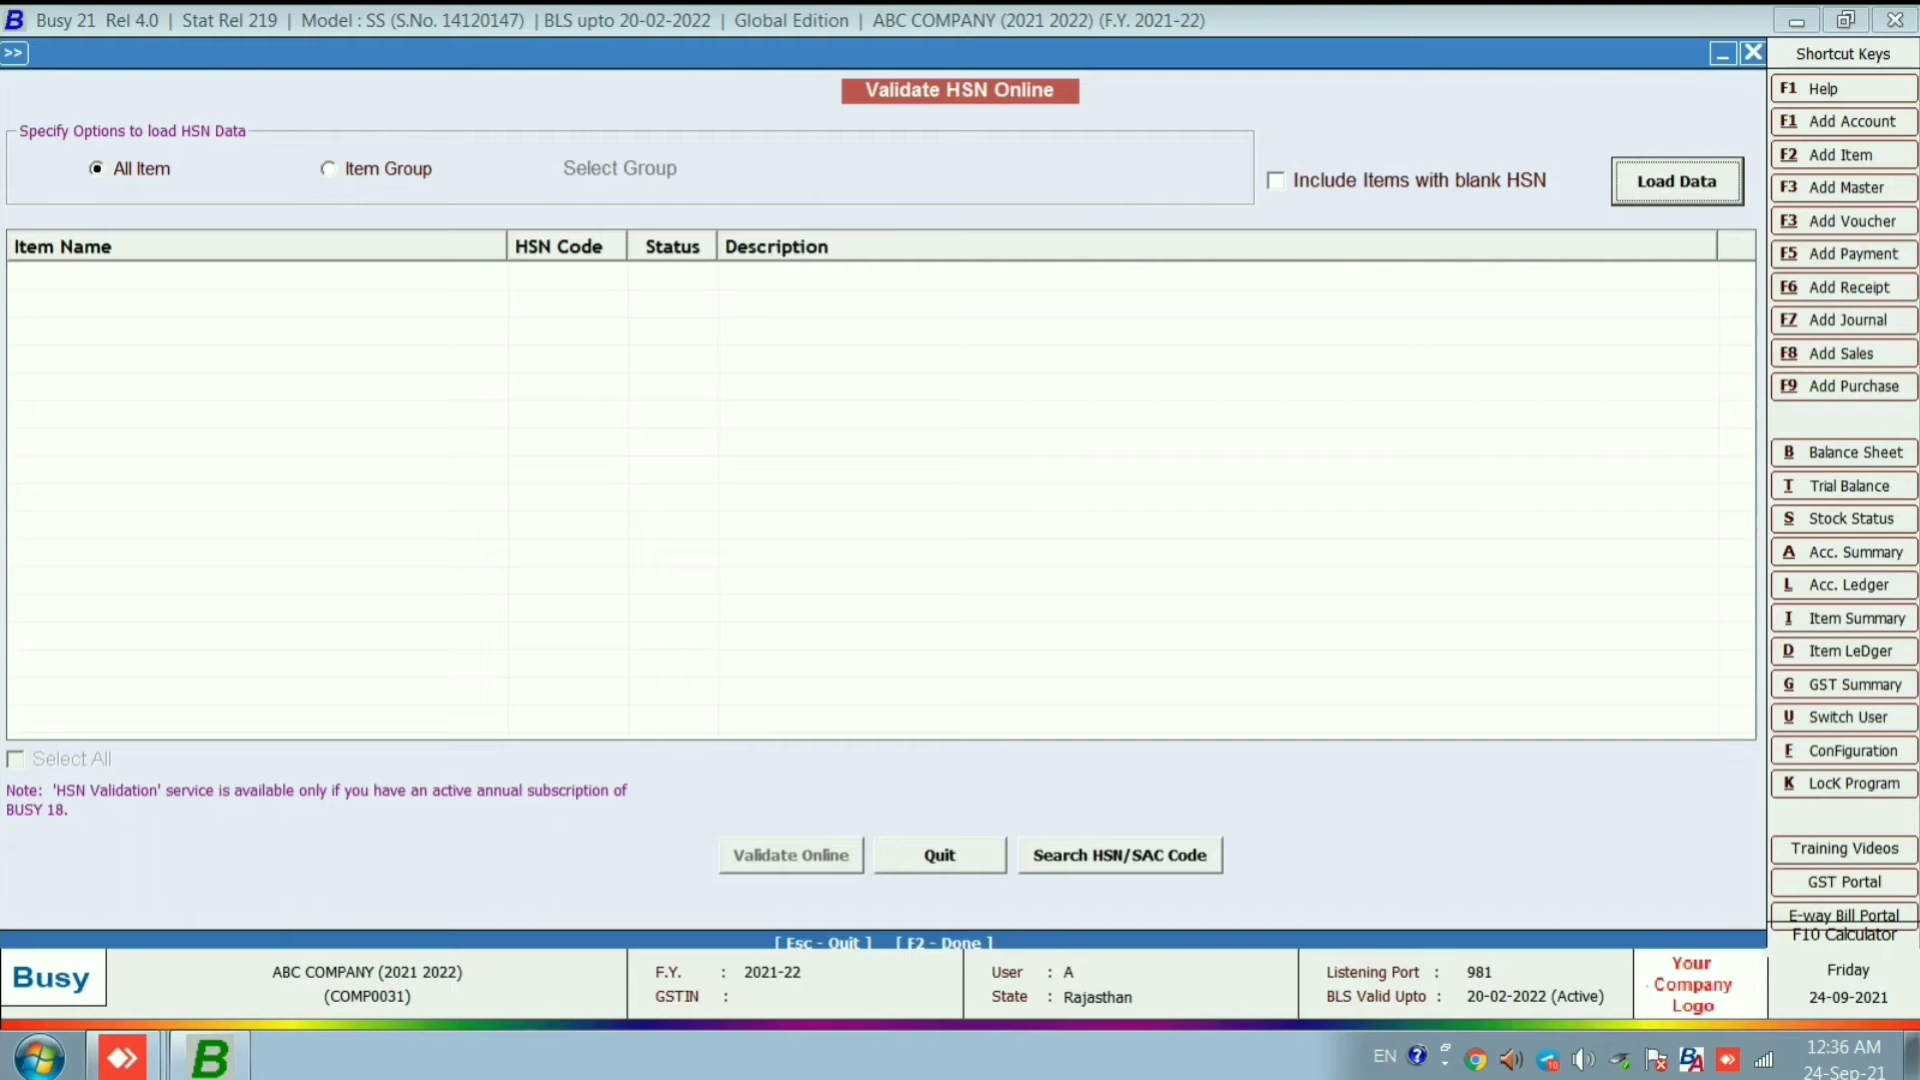 Busy 21 Rel 4.0 | Stat Rel 219 | Model : SS (S.No. 14120147) | BLS upto 20-02-2022 | Global Edition | ABC COMPANY (2021 2022) (F.Y. 2021-22)
>>
Shortcut Keys
Validate HSN Online
Specify Options to load HSN Data
All Item
Item Group
Select Group
Include Items with blank HSN
Load Data
Item Name
HSN Code
Status
Description
Select All
Note: 'HSN Validation' service is available only if you have an active annual subscription of
BUSY 18.
Validate Online
Quit
Search HSN/SAC Code
[ Esc - Quit ] [ F2 - Done ]
F1 Help
F1 Add Account
F2 Add Item
F3 Add Master
F3 Add Voucher
F5 Add Payment
F6 Add Receipt
F7 Add Journal
F8 Add Sales
F9 Add Purchase
B Balance Sheet
T Trial Balance
S Stock Status
A Acc. Summary
L Acc. Ledger
I Item Summary
D Item LeDger
G GST Summary
U Switch User
F ConFiguration
K LocK Program
Training Videos
GST Portal
E-way Bill Portal
F10 Calculator
Busy
ABC COMPANY (2021 2022)
(COMP0031)
F.Y. : 2021-22
GSTIN :
User : A
State : Rajasthan
Listening Port : 981
BLS Valid Upto : 20-02-2022 (Active)
Your
Company
Logo
Friday
24-09-2021
EN
12:36 AM
24-Sep-21